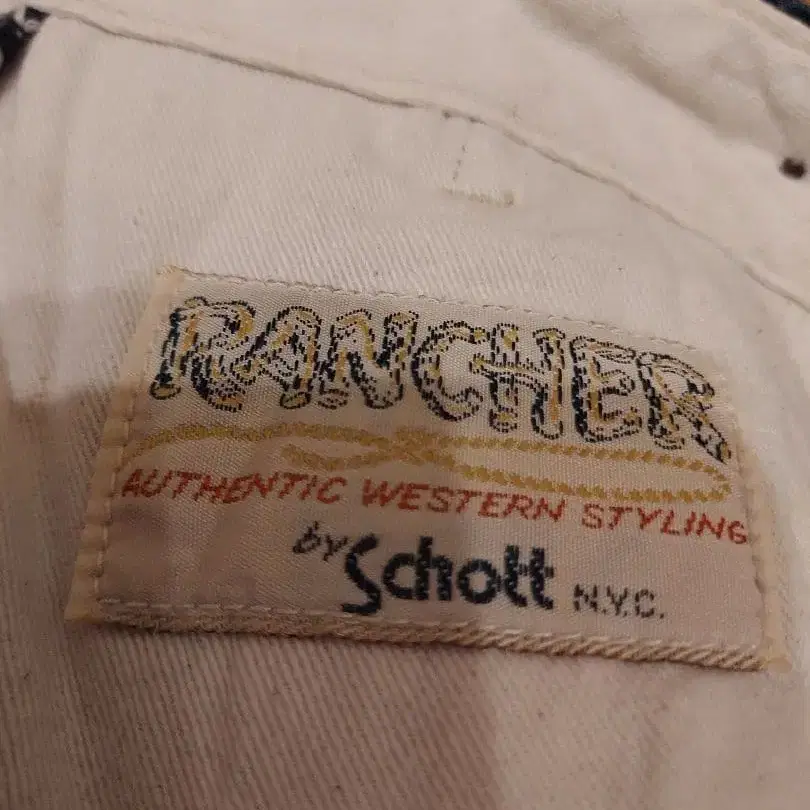 RANCHER
AUTHENTIC WESTERN STYLING
by Schott N.Y.C.